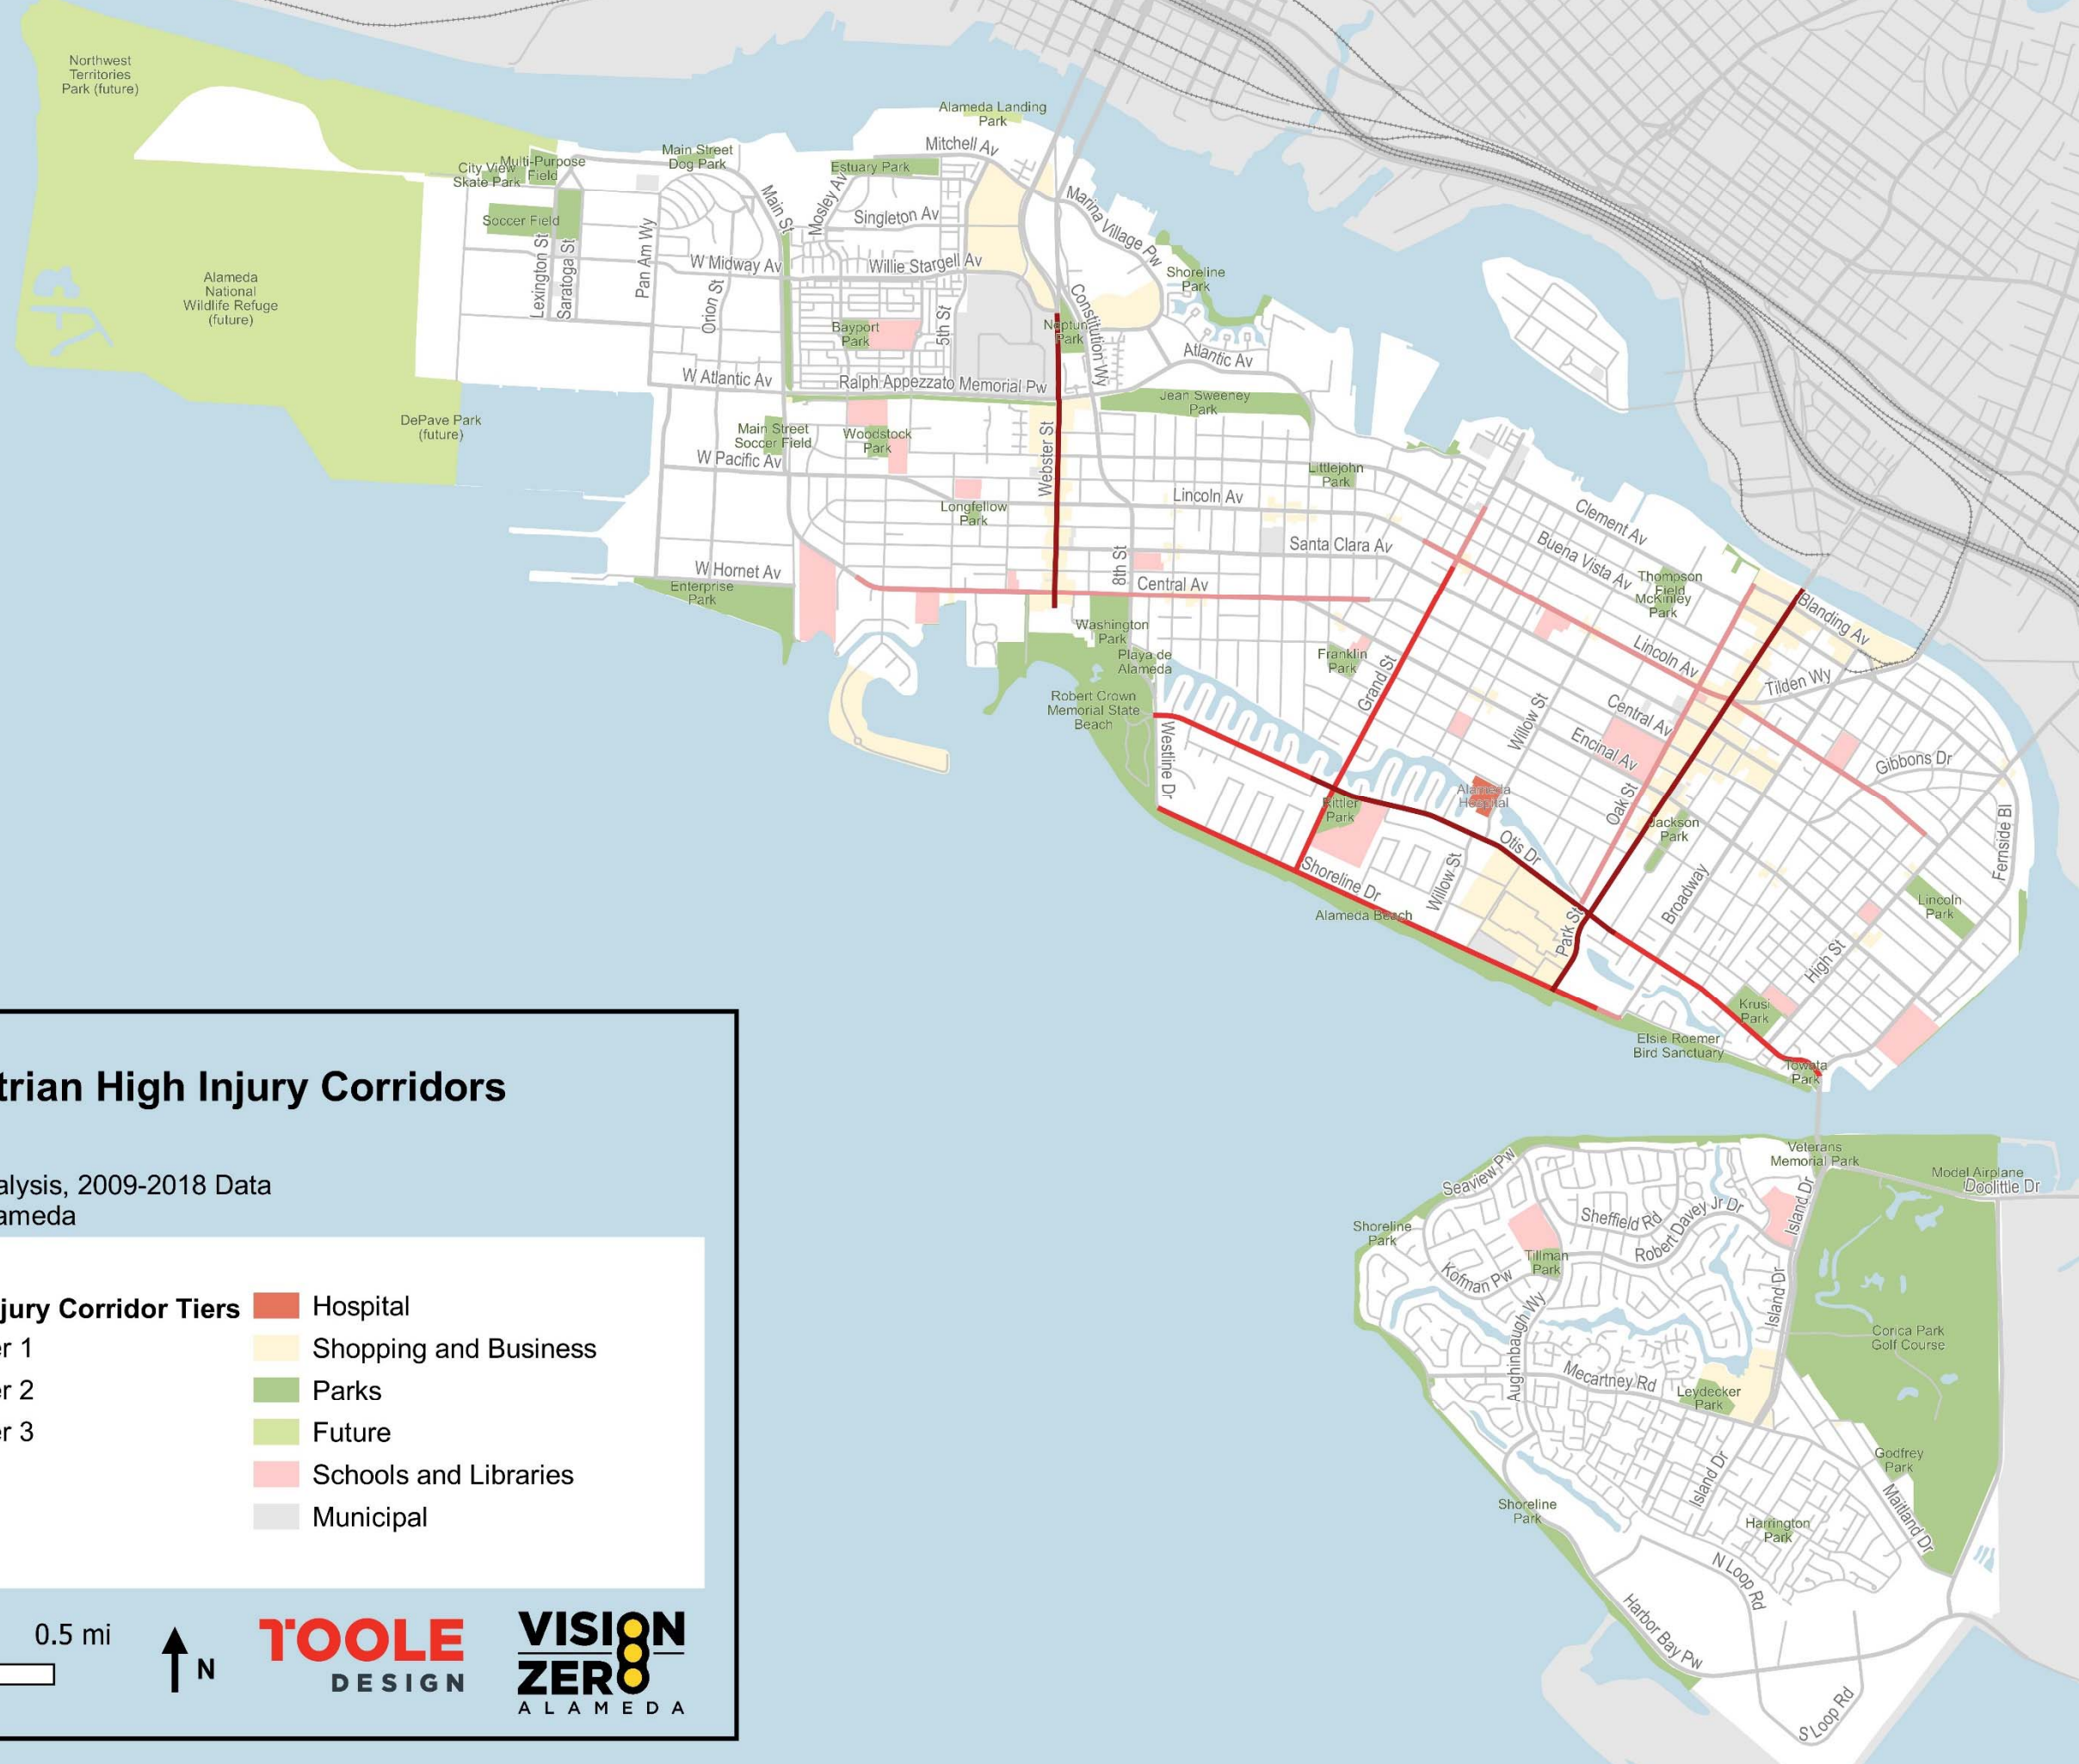 Northwest
Territories
Park (future)
Alameda Landing
Park
Mitchell Av
Main Street
Dog Park
Estuary Park
City View
Skate Park
Multi-Purpose
Field
Main St
Mosley Av
Singleton Av
Marina Village Pw
Soccer Field
Lexington St
Saratoga St
Pan Am Wy
W Midway Av
Willie Stargell Av
Shoreline
Park
Alameda
National
Wildlife Refuge
(future)
Orion St
Bayport
Park
5th St
Constitution Wy
Atlantic Av
W Atlantic Av
Ralph Appezzato Memorial Pw
Jean Sweeney
Park
DePave Park
(future)
Main Street
Soccer Field
Woodstock
Park
Webster St
W Pacific Av
Littlejohn
Park
Lincoln Av
Longfellow
Park
Clement Av
Buena Vista Av
Santa Clara Av
8th St
Central Av
W Hornet Av
Enterprise
Park
Thompson
Field
McKinley
Park
Blanding Av
Washington
Park
Playa de
Alameda
Franklin
Park
Lincoln Av
Tilden Wy
Grand St
Robert Crown
Memorial State
Beach
Westline Dr
Willow St
Central Av
Encinal Av
Gibbons Dr
Alameda
Hospital
Rittler
Park
Oak St
Jackson
Park
Otis Dr
Fernside Bl
Shoreline Dr
Willow St
Broadway
Lincoln
Park
Alameda Beach
Park St
High St
Krusi
Park
Elsie Roemer
Bird Sanctuary
Towata
Park
Veterans
Memorial Park
Model Airplane
Doolittle Dr
Seaview Pw
Island Dr
Shoreline
Park
Sheffield Rd
Robert Davey Jr Dr
Tillman
Park
Kofman Pw
Island Dr
Aughinbaugh Wy
Corica Park
Golf Course
Mecartney Rd
Leydecker
Park
Godfrey
Park
Island Dr
Maitland Dr
Shoreline
Park
Harrington
Park
N Loop Rd
Harbor Bay Pw
S Loop Rd
trian High Injury Corridors
alysis, 2009-2018 Data
ameda
jury Corridor Tiers
er 1
er 2
er 3
Hospital
Shopping and Business
Parks
Future
Schools and Libraries
Municipal
0.5 mi
N
TOOLE
DESIGN
VISION
ZERO
ALAMEDA